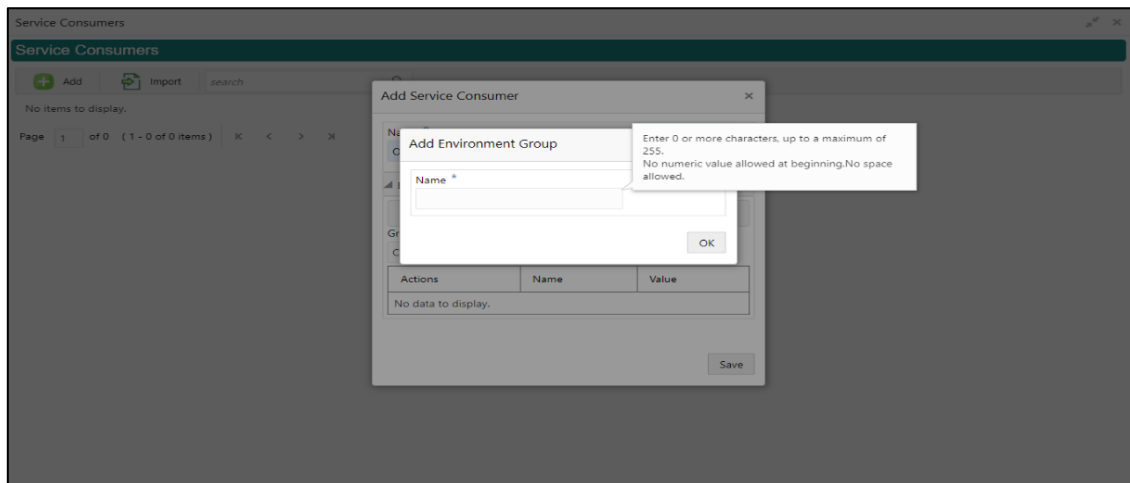 Service Consumers
Service Consumers
Add Import search
No items to display.
Page 1 of 0 (1 - 0 of 0 items) K < > X
Add Service Consumer ×
Add Environment Group
Enter 0 or more characters, up to a maximum of
255.
No numeric value allowed at beginning.No space
allowed.
Name *
OK
Actions Name Value
No data to display.
Save